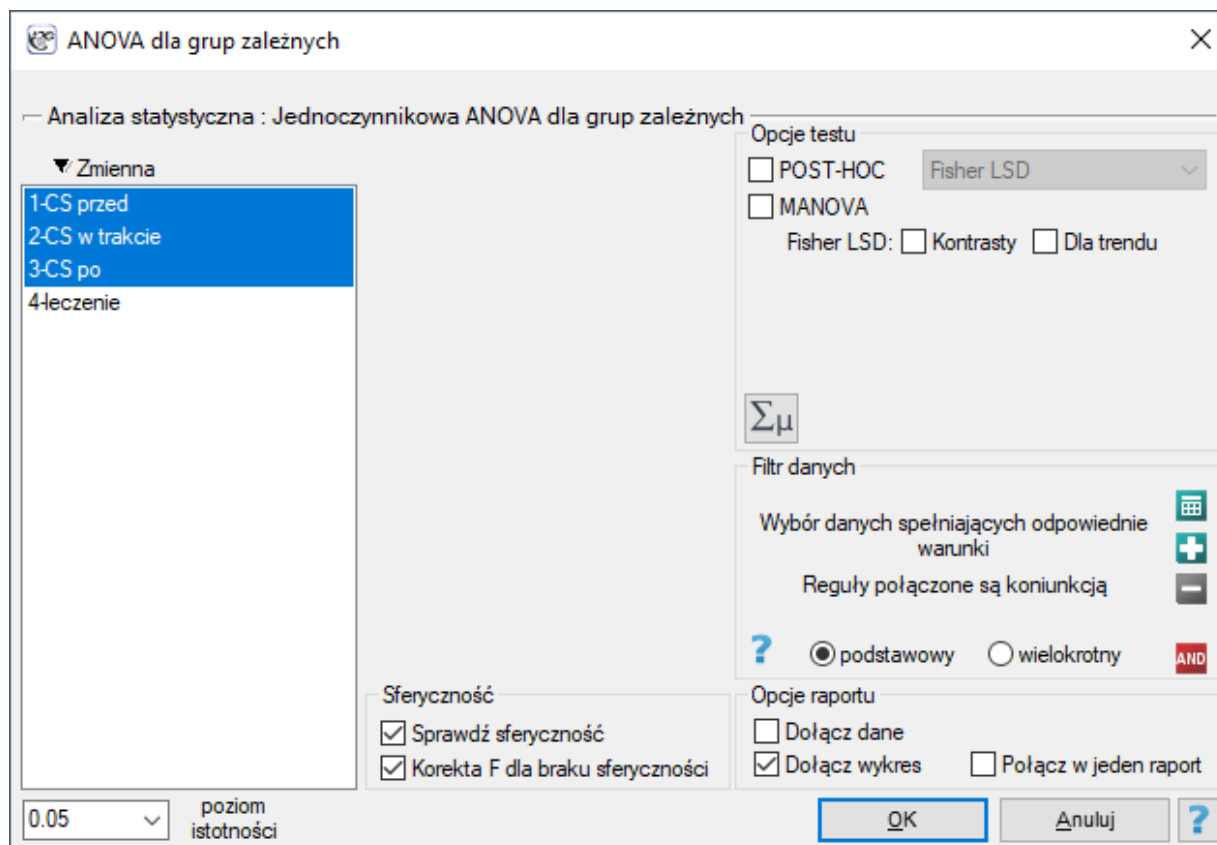 ANOVA dla grup zależnych
Analiza statystyczna : Jednoczynnikowa ANOVA dla grup zależnych
Zmienna
1-CS przed
2-CS w trakcie
3-CS po
4-leczenie
Opcje testu
POST-HOC Fisher LSD
MANOVA
Fisher LSD: Kontrasty Dla trendu
Σμ
Filtr danych
Wybór danych spełniających odpowiednie
warunki
Reguły połączone są koniunkcją
? podstawowy wielokrotny AND
Sferyczność
Sprawdź sferyczność
Korekta F dla braku sferyczności
Opcje raportu
Dołącz dane
Dołącz wykres Połącz w jeden raport
0.05 poziom
istotności
OK Anuluj ?